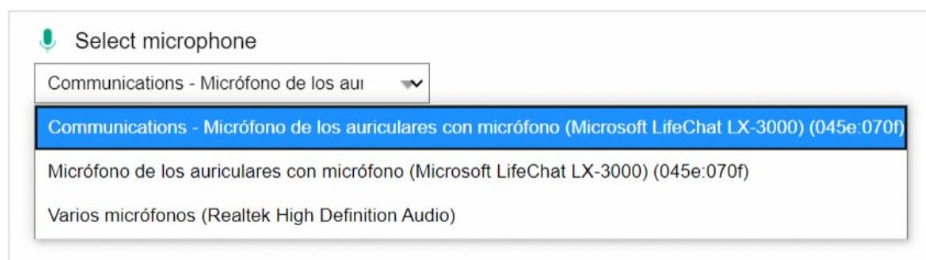 Select microphone
Communications - Micrófono de los aur
Communications - Micrófono de los auriculares con micrófono (Microsoft LifeChat LX-3000) (045e:070f)
Micrófono de los auriculares con micrófono (Microsoft LifeChat LX-3000) (045e:070f)
Varios micrófonos (Realtek High Definition Audio)